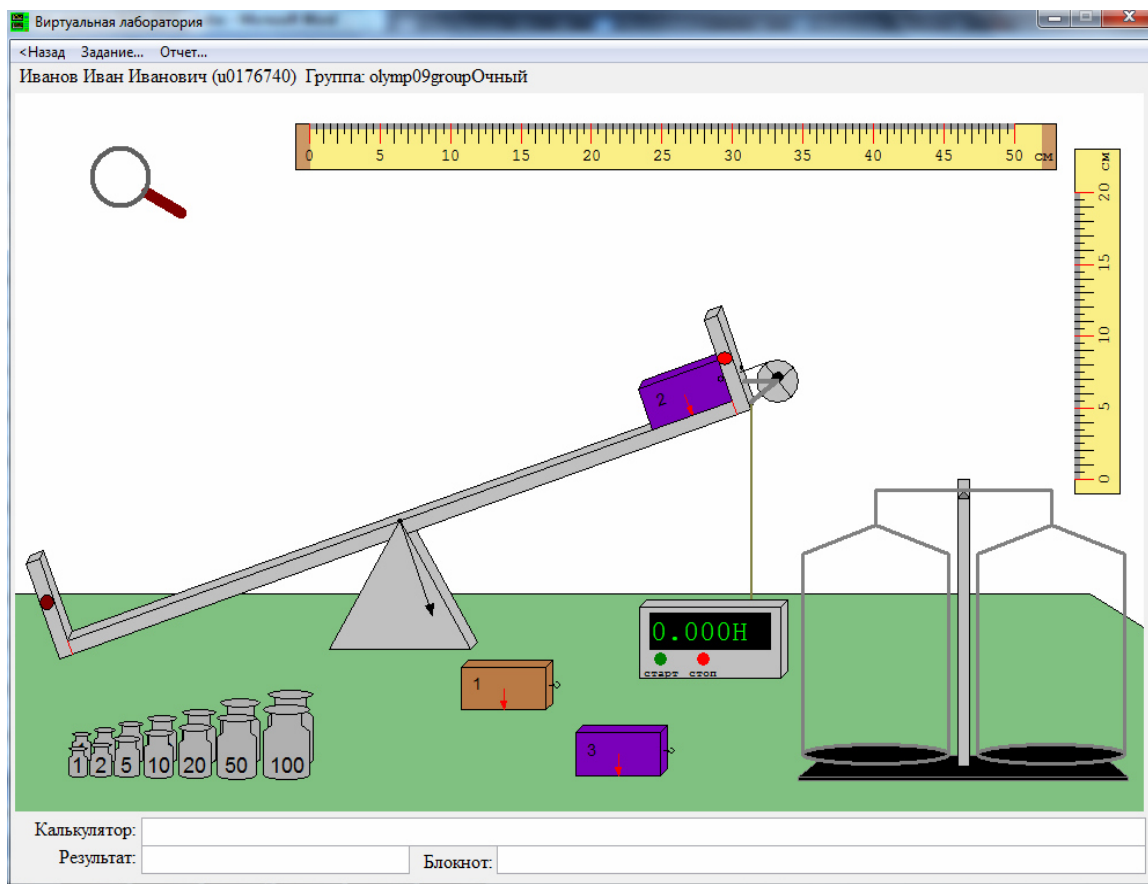 Виртуальная лаборатория
<Назад Задание... Отчет...
Иванов Иван Иванович (u0176740) Группа: olymp09groupОчный
0 5 10 15 20 25 30 35 40 45 50 см
20 см
15
10
5
0
2
0.000Н
старт стоп
1
3
1 2 5 10 20 50 100
Калькулятор:
Результат: Блокнот: